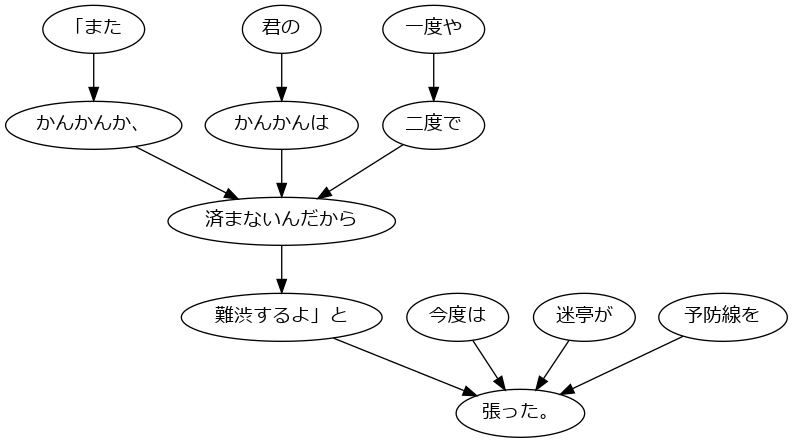 「また
君の
一度や
かんかんか、
かんかんは
二度で
済まないんだから
難渋するよ」と
今度は
迷亭が
予防線を
張った。